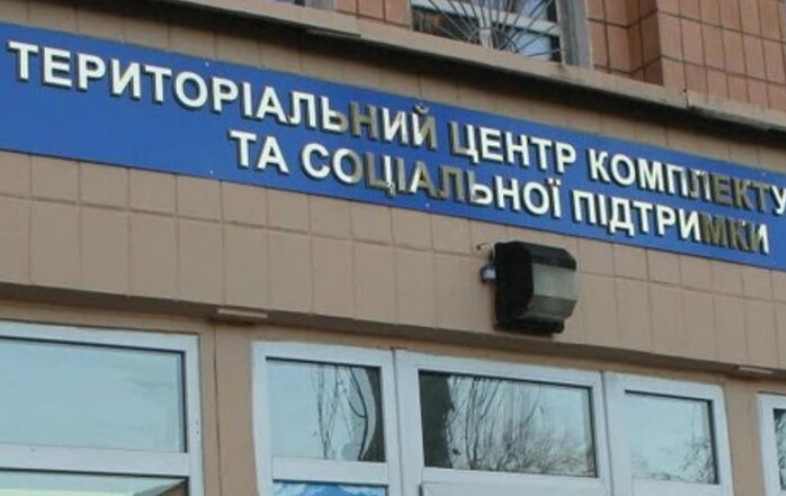 ТЕРИТОРІАЛЬНИЙ ЦЕНТР КОМПЛЕКТУ
ТА СОЦІАЛЬНОЇ ПІДТРИМКИ